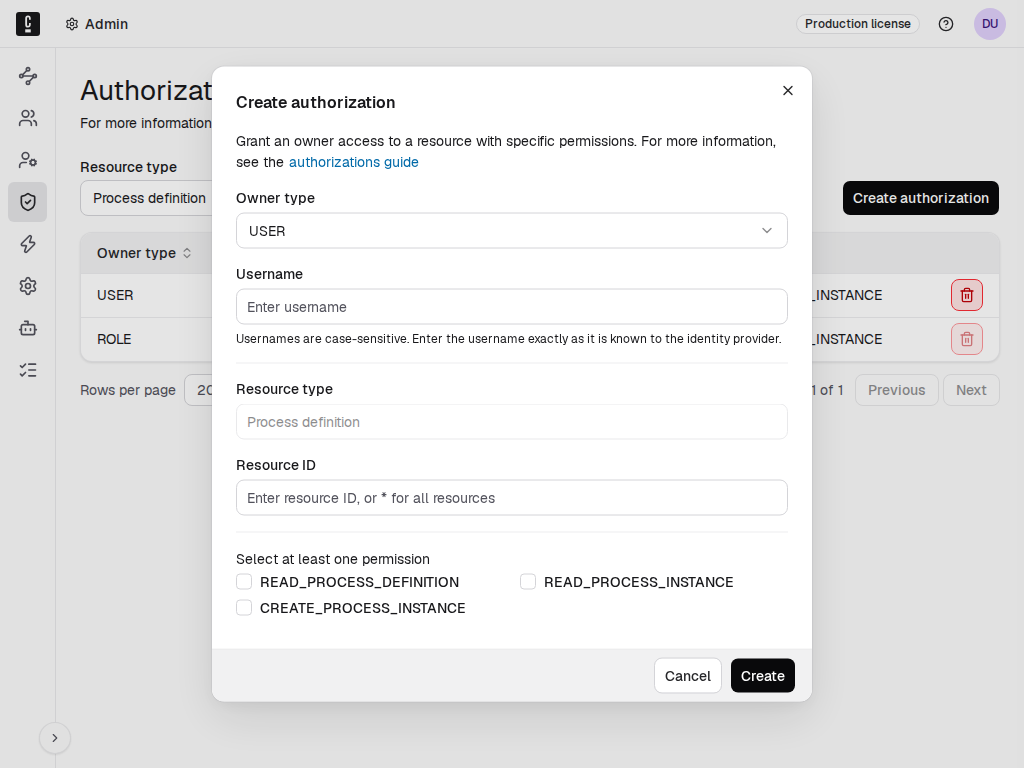 Admin
Production license
DU
Authorizat
For more information
Resource type
Process definition
Create authorization
Owner type
USER
_INSTANCE
ROLE
_INSTANCE
Rows per page
20
1 of 1
Previous
Next
Create authorization
Grant an owner access to a resource with specific permissions. For more information,
see the authorizations guide
Owner type
USER
Username
Enter username
Usernames are case-sensitive. Enter the username exactly as it is known to the identity provider.
Resource type
Process definition
Resource ID
Enter resource ID, or * for all resources
Select at least one permission
READ_PROCESS_DEFINITION
READ_PROCESS_INSTANCE
CREATE_PROCESS_INSTANCE
Cancel
Create